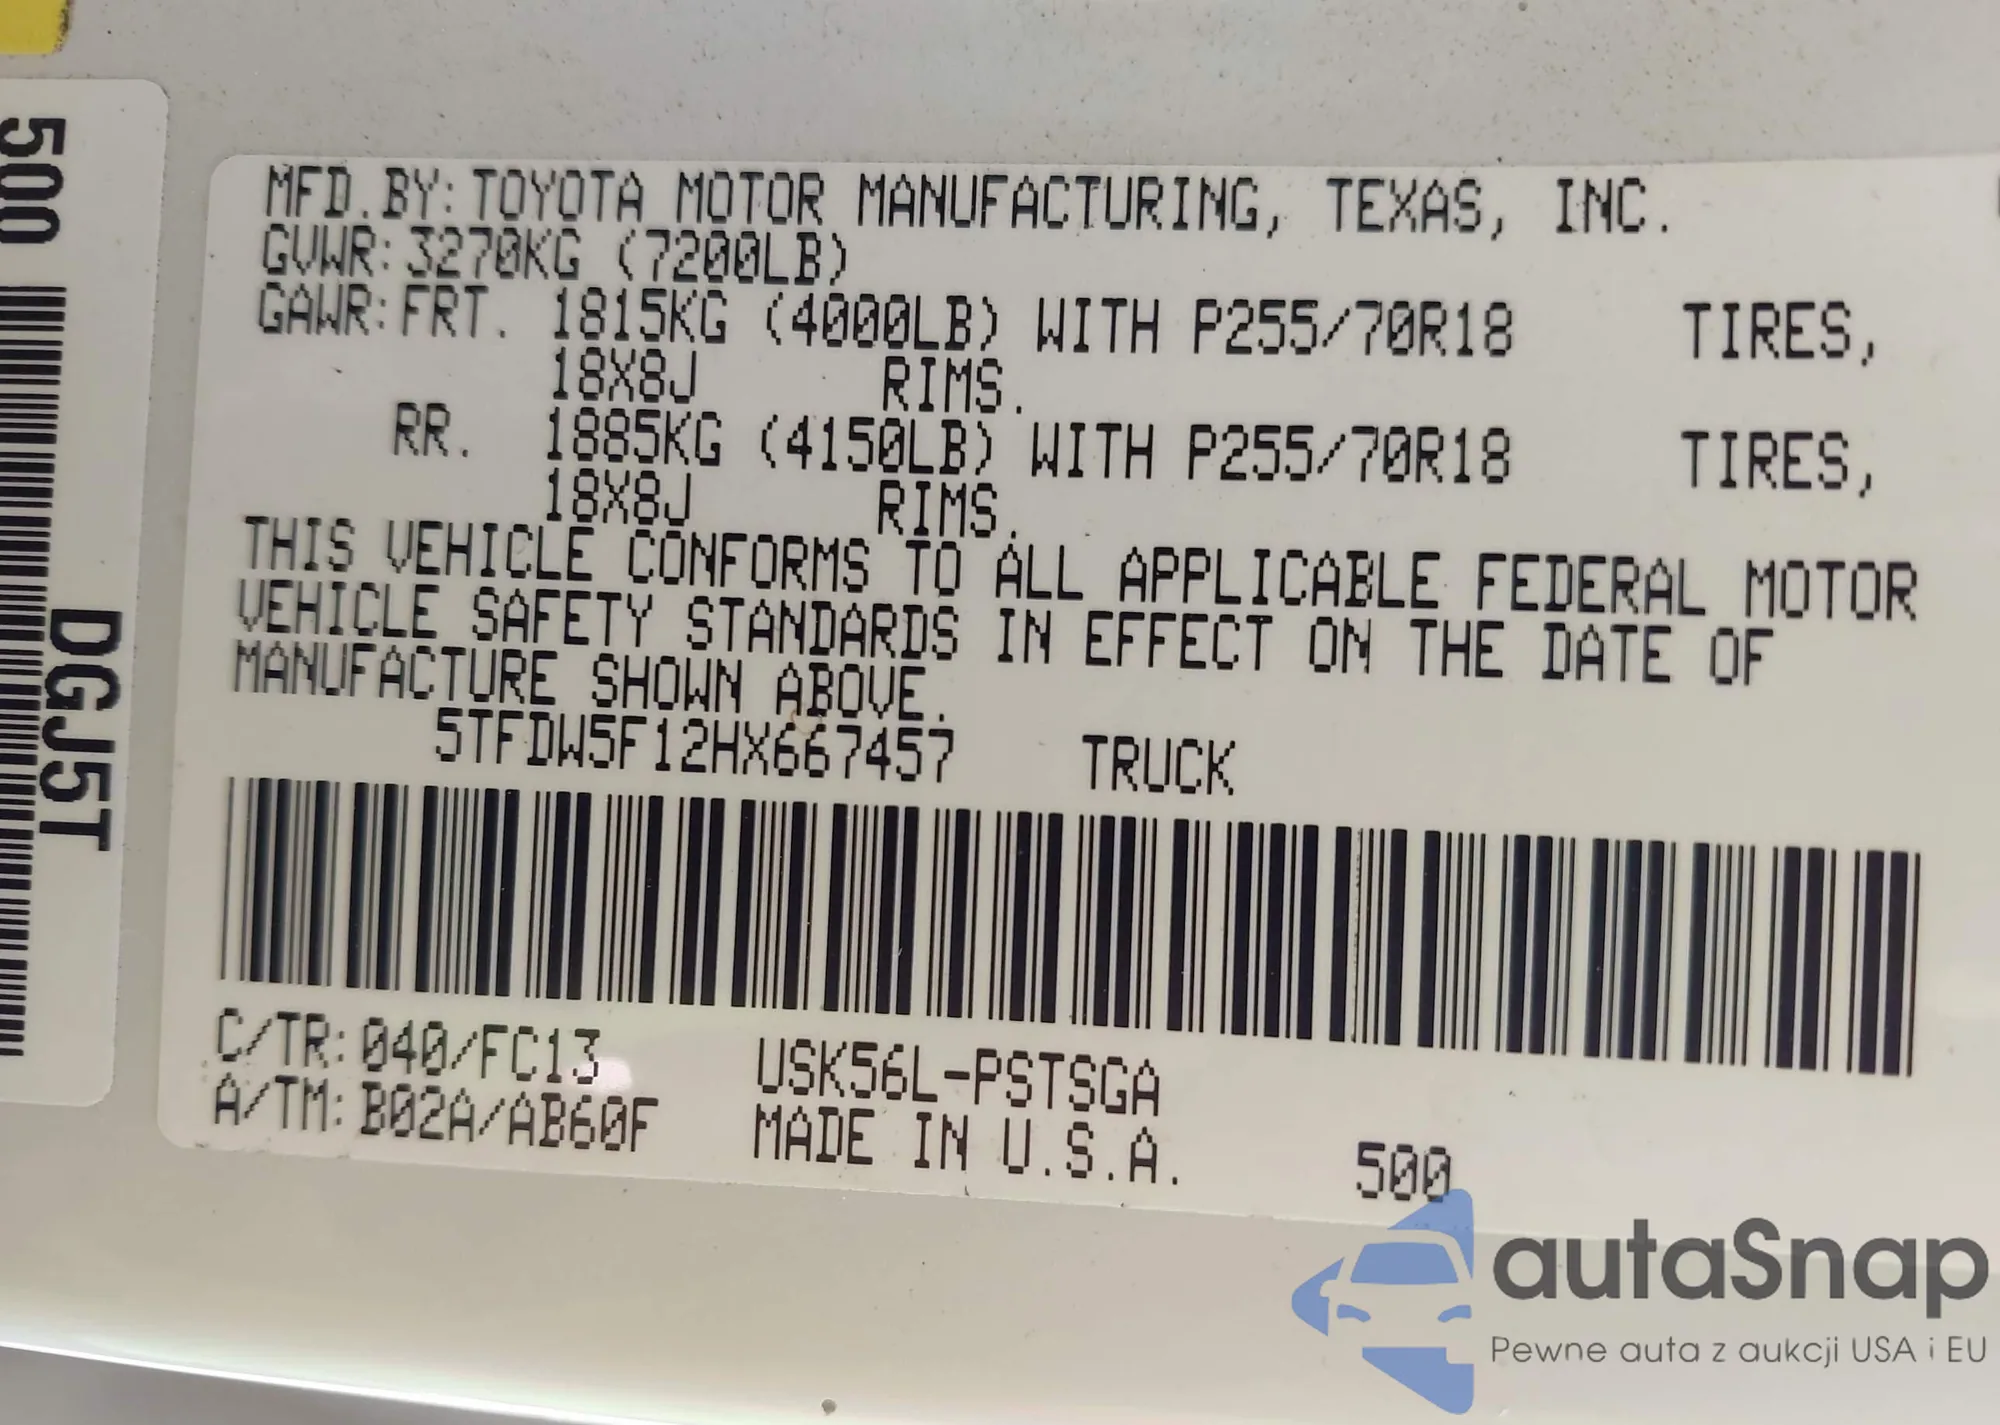 500
DGJ5T
MFD.BY:TOYOTA MOTOR MANUFACTURING, TEXAS, INC.
GVWR:3270KG (7200LB)
GAWR:FRT. 1815KG (4000LB) WITH P255/70R18 TIRES,
18X8J RIMS.
RR. 1885KG (4150LB) WITH P255/70R18 TIRES,
18X8J RIMS.
THIS VEHICLE CONFORMS TO ALL APPLICABLE FEDERAL MOTOR
VEHICLE SAFETY STANDARDS IN EFFECT ON THE DATE OF
MANUFACTURE SHOWN ABOVE.
5TFDW5F12HX667457 TRUCK
C/TR:040/FC13 USK56L-PSTSGA
A/TM:B02A/AB60F MADE IN U.S.A. 500
autaSnap
Pewne auta z aukcji USA i EU